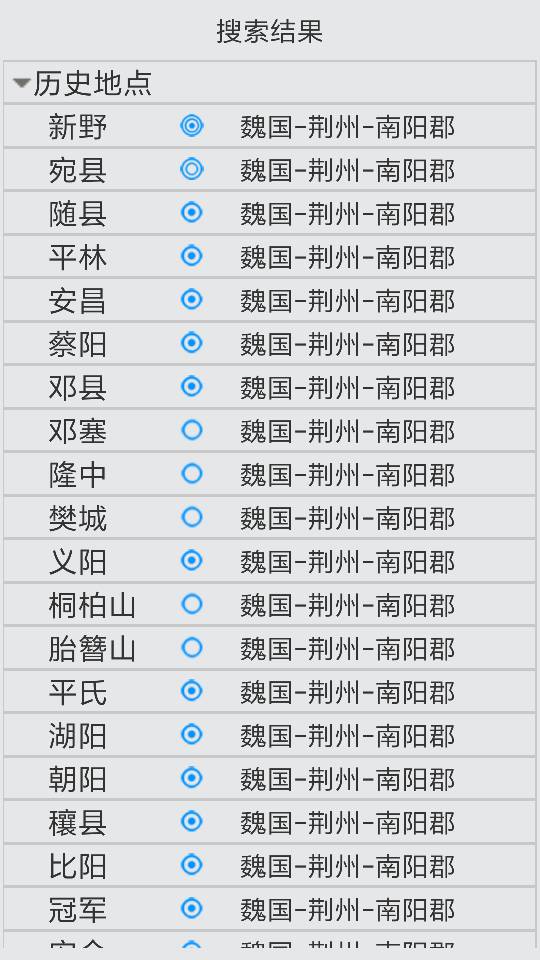 搜索结果
历史地点
新野 魏国-荆州-南阳郡
宛县 魏国-荆州-南阳郡
随县 魏国-荆州-南阳郡
平林 魏国-荆州-南阳郡
安昌 魏国-荆州-南阳郡
蔡阳 魏国-荆州-南阳郡
邓县 魏国-荆州-南阳郡
邓塞 魏国-荆州-南阳郡
隆中 魏国-荆州-南阳郡
樊城 魏国-荆州-南阳郡
义阳 魏国-荆州-南阳郡
桐柏山 魏国-荆州-南阳郡
胎簪山 魏国-荆州-南阳郡
平氏 魏国-荆州-南阳郡
湖阳 魏国-荆州-南阳郡
朝阳 魏国-荆州-南阳郡
穰县 魏国-荆州-南阳郡
比阳 魏国-荆州-南阳郡
冠军 魏国-荆州-南阳郡